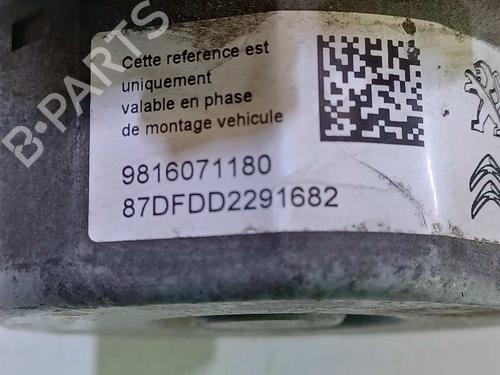 Cette reference est
uniquement
valable en phase
de montage vehicule
9816071180
87DFDD2291682
B-PARTS